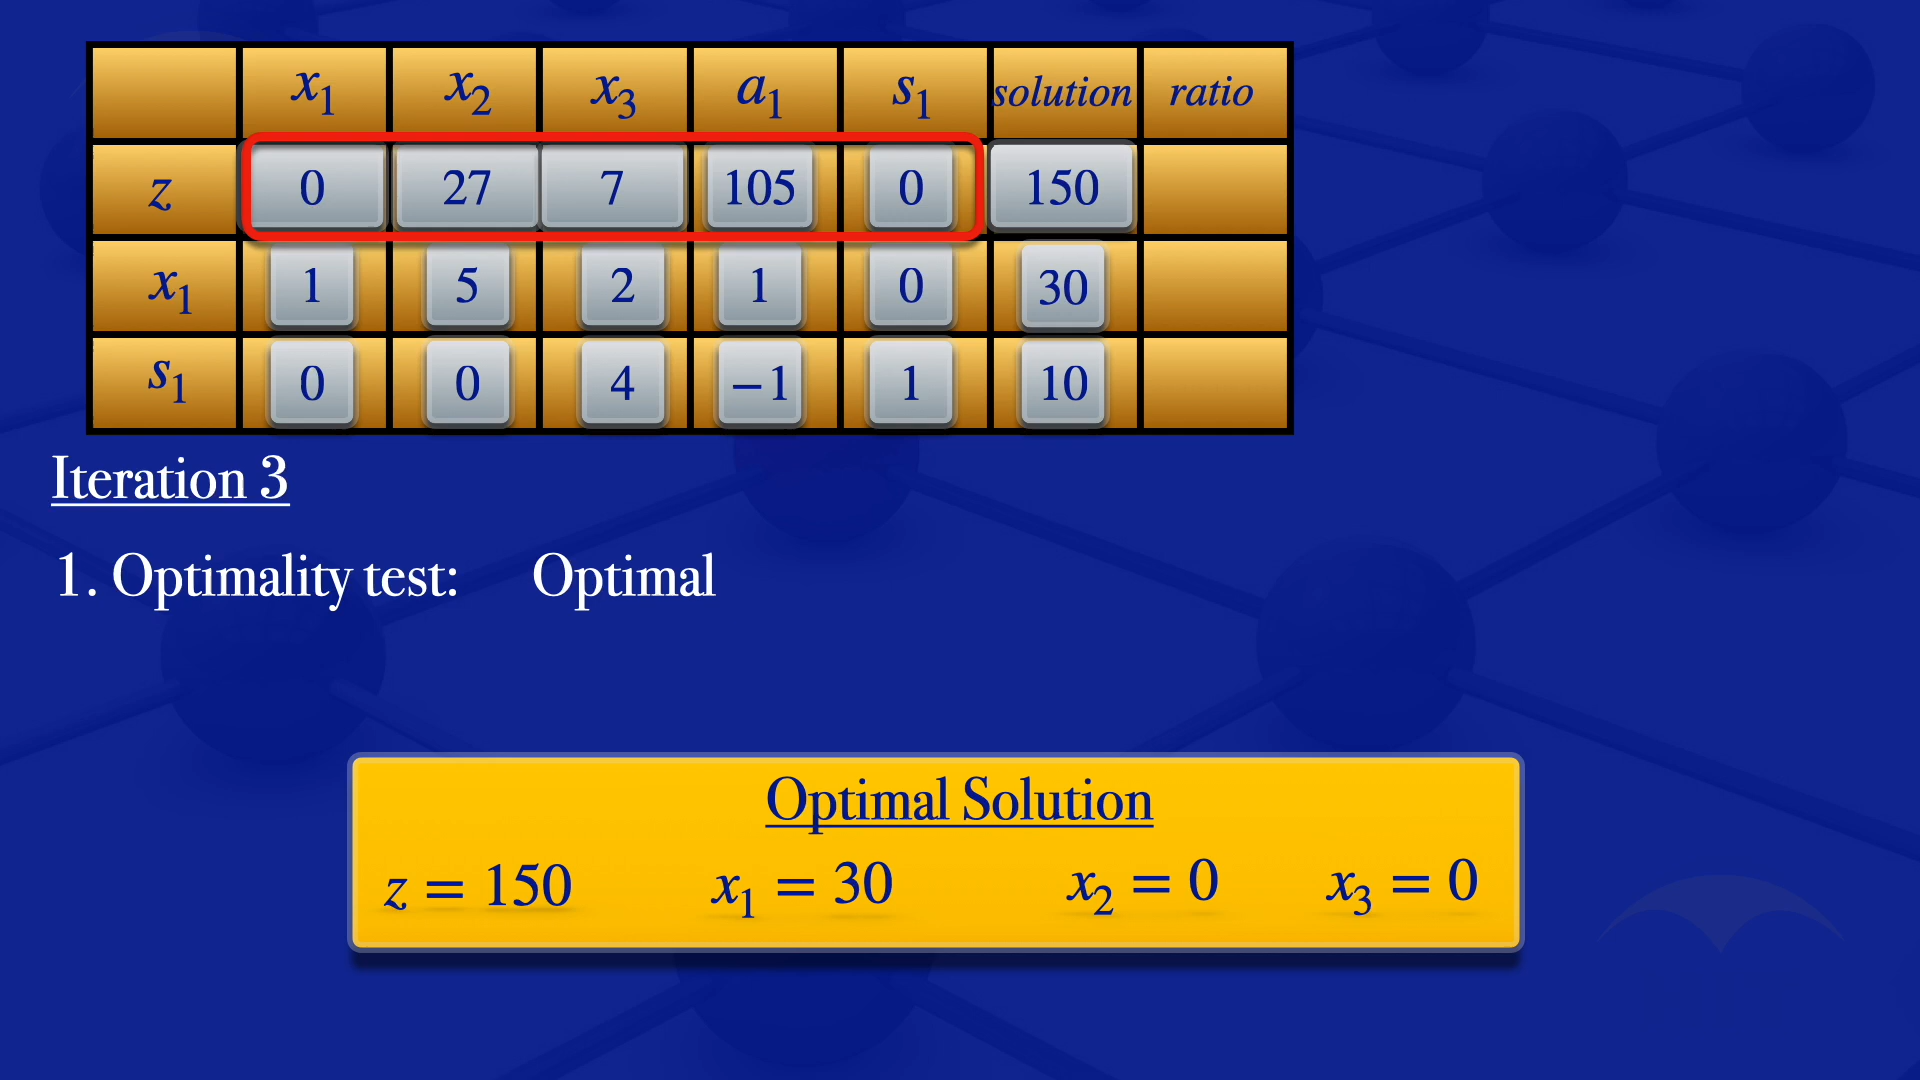 x₁ x₂ x₃ a₁ s₁ solution ratio
z 0 27 7 105 0 150
x₁ 1 5 2 1 0 30
s₁ 0 0 4 −1 1 10
Iteration 3
1. Optimality test: Optimal
Optimal Solution
z = 150 x₁ = 30 x₂ = 0 x₃ = 0